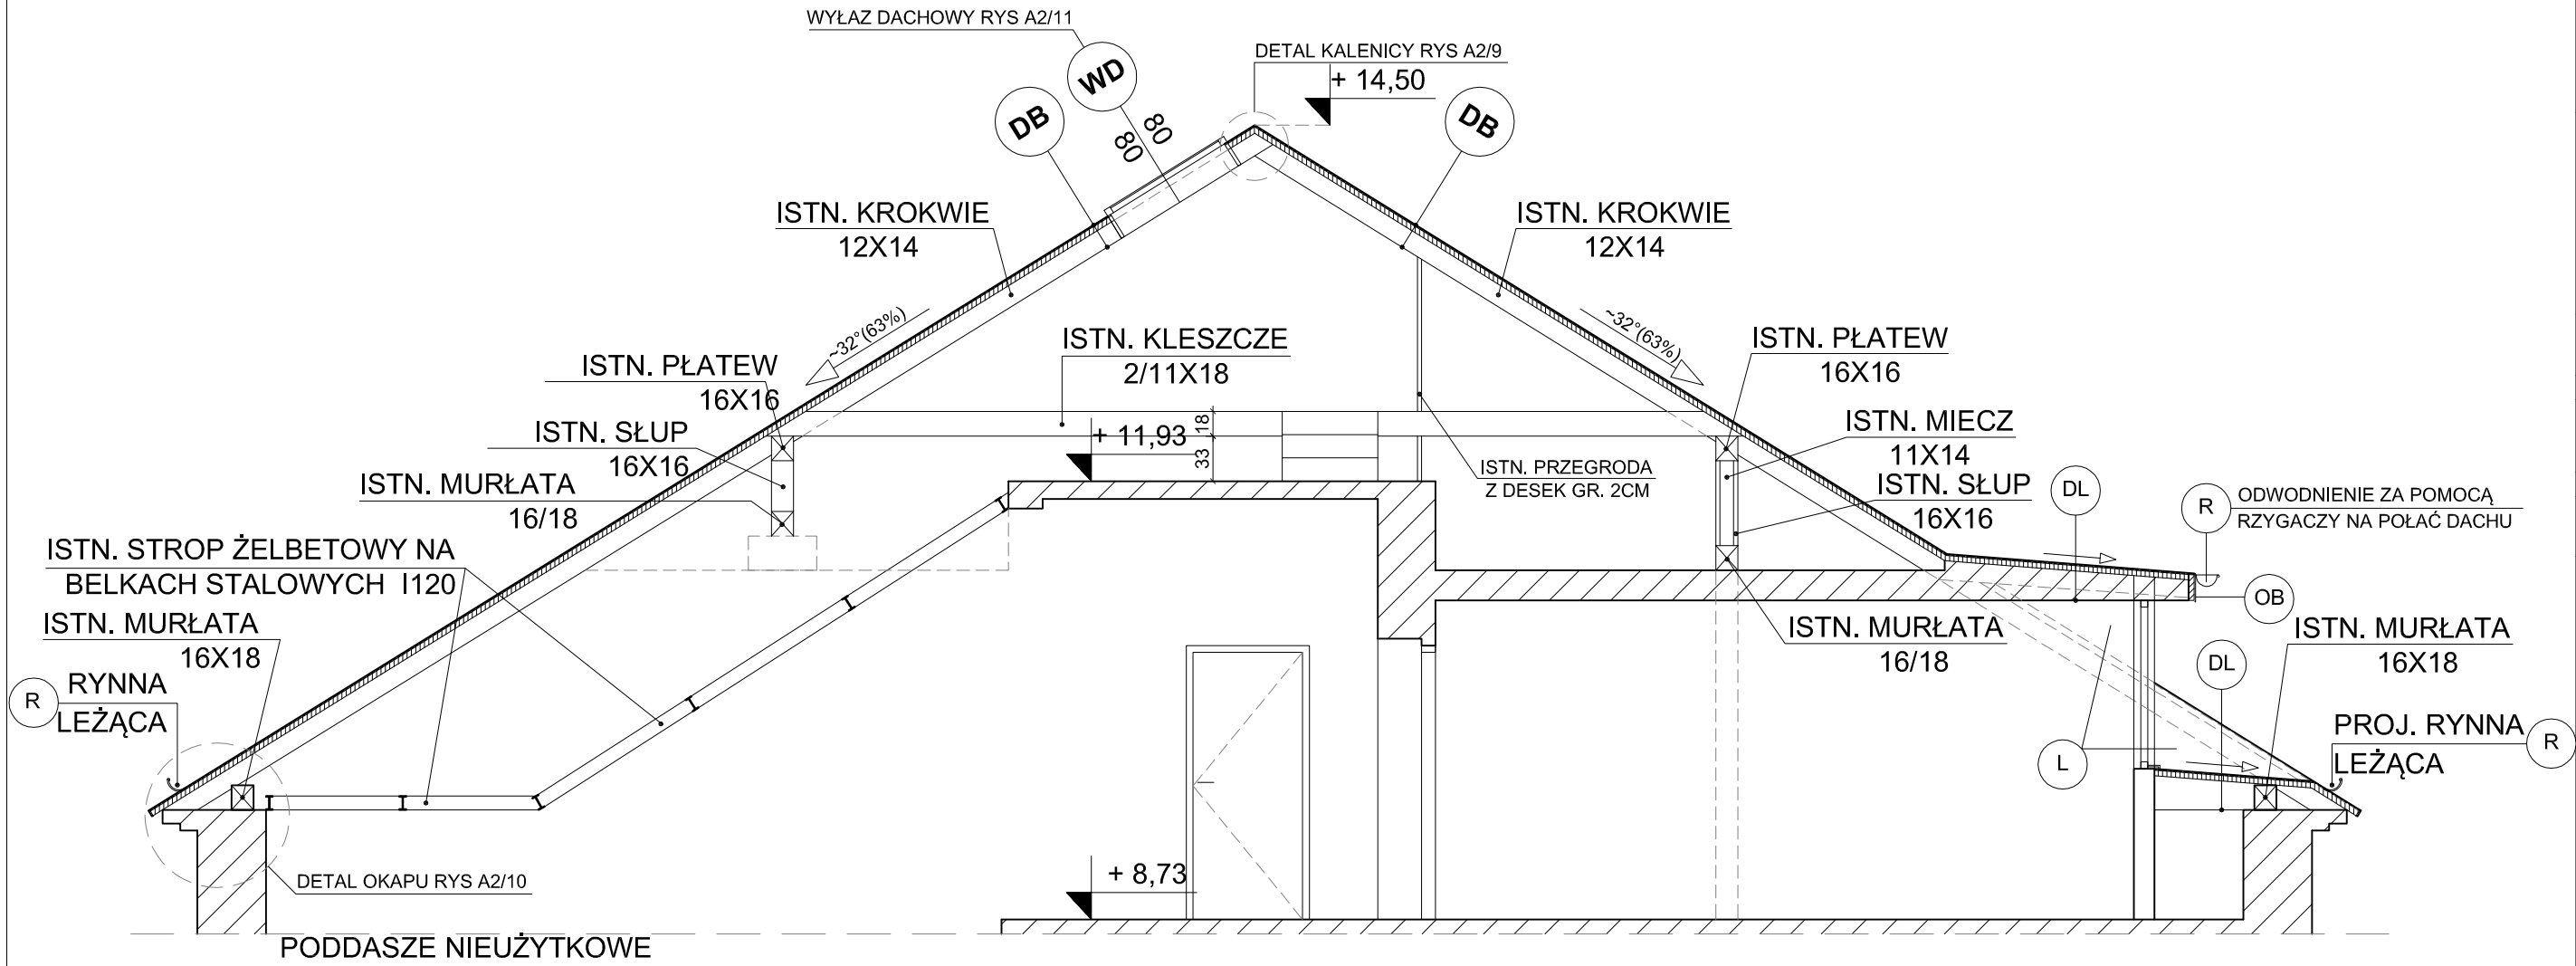 WYŁAZ DACHOWY RYS A2/11
WD
DB
80
80
DETAL KALENICY RYS A2/9
+ 14,50
DB
ISTN. KROKWIE
12X14
ISTN. KROKWIE
12X14
~32°(63%)
~32°(63%)
ISTN. PŁATEW
16X16
ISTN. KLESZCZE
2/11X18
ISTN. PŁATEW
16X16
ISTN. SŁUP
16X16
+ 11,93
18
33
ISTN. MIECZ
11X14
ISTN. PRZEGRODA
Z DESEK GR. 2CM
ISTN. MURŁATA
16/18
ISTN. SŁUP
16X16
DL
R
ODWODNIENIE ZA POMOCĄ
RZYGACZY NA POŁAĆ DACHU
ISTN. STROP ŻELBETOWY NA
BELKACH STALOWYCH I120
OB
ISTN. MURŁATA
16X18
ISTN. MURŁATA
16/18
ISTN. MURŁATA
16X18
DL
R
RYNNA
LEŻĄCA
L
PROJ. RYNNA
LEŻĄCA
R
DETAL OKAPU RYS A2/10
+ 8,73
PODDASZE NIEUŻYTKOWE